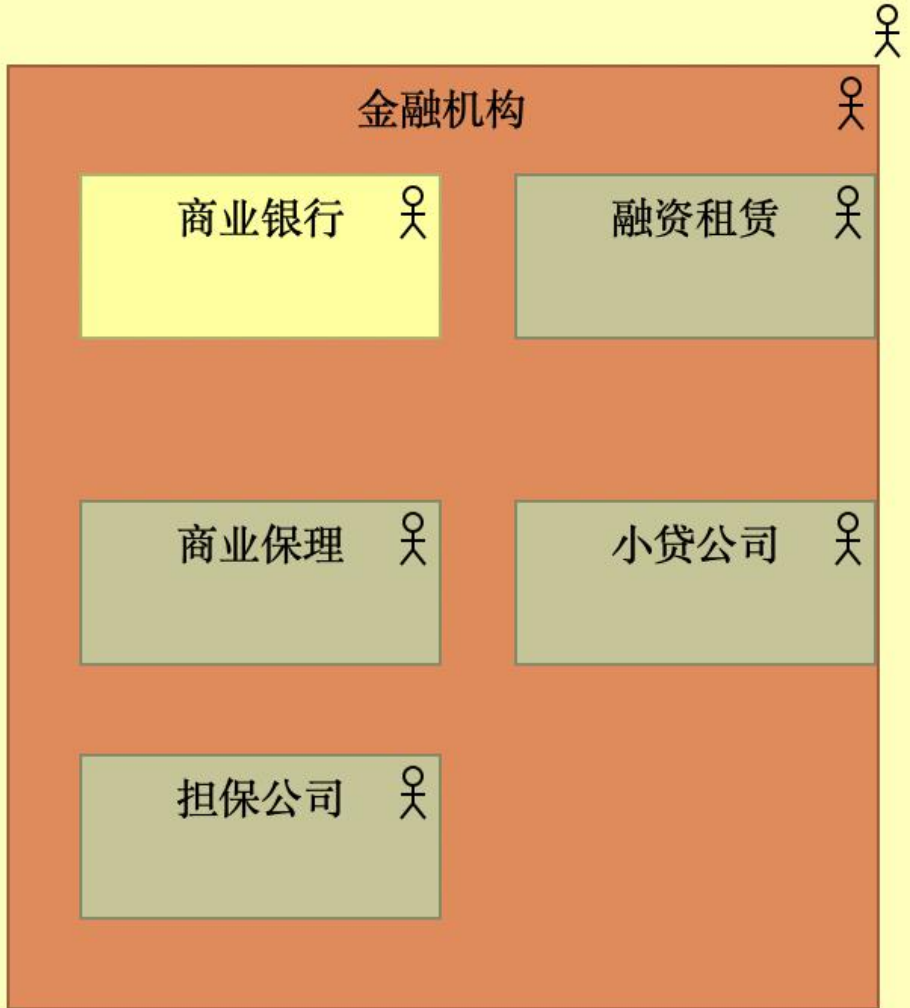 金融机构
商业银行
融资租赁
商业保理
小贷公司
担保公司